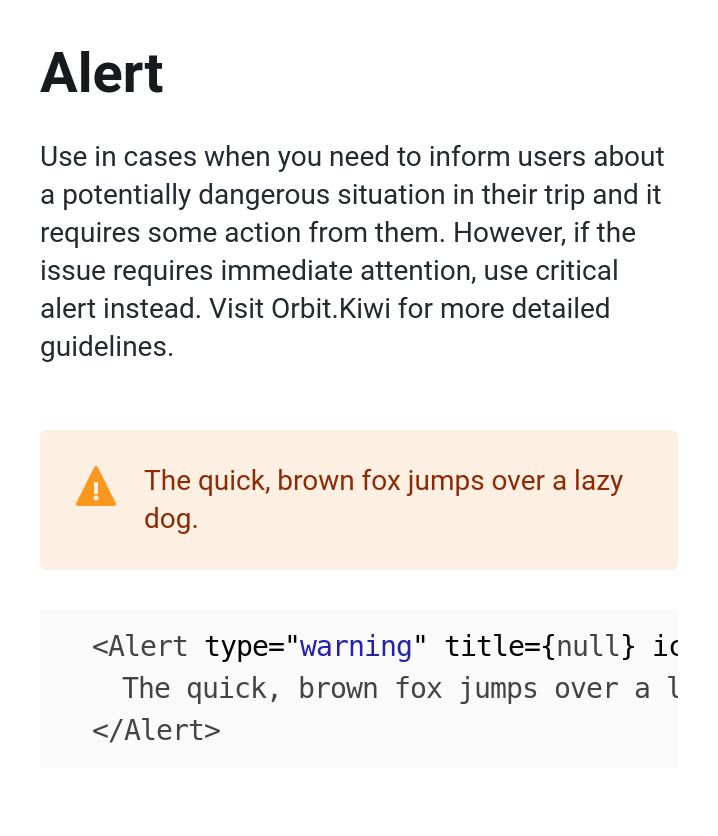 Alert
Use in cases when you need to inform users about
a potentially dangerous situation in their trip and it
requires some action from them. However, if the
issue requires immediate attention, use critical
alert instead. Visit Orbit.Kiwi for more detailed
guidelines.
The quick, brown fox jumps over a lazy
dog.
<Alert type="warning" title={null} ic
The quick, brown fox jumps over a l
</Alert>